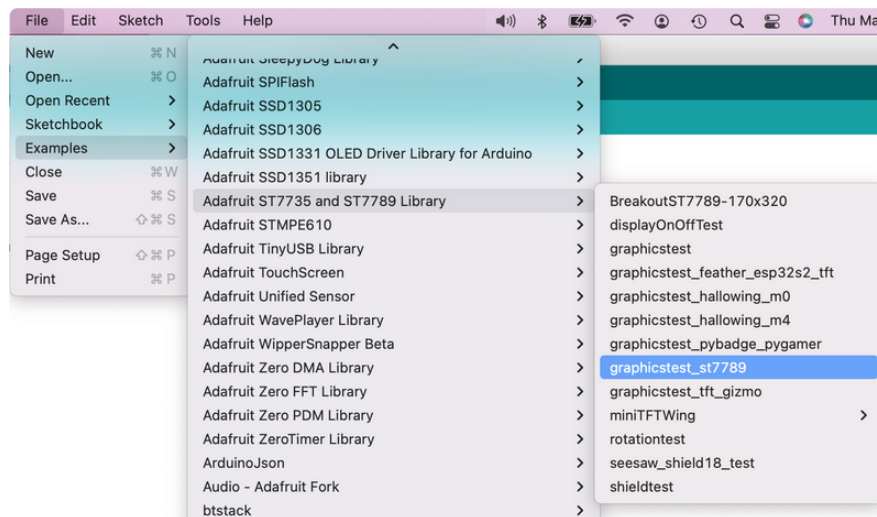 File Edit Sketch Tools Help Thu Ma
New ⌘ N
Open... ⌘ O
Open Recent
Sketchbook
Examples
Close ⌘ W
Save ⌘ S
Save As... ⇧ ⌘ S
Page Setup ⇧ ⌘ P
Print ⌘ P
Adafruit SleepyDog Library
Adafruit SPIFlash
Adafruit SSD1305
Adafruit SSD1306
Adafruit SSD1331 OLED Driver Library for Arduino
Adafruit SSD1351 library
Adafruit ST7735 and ST7789 Library
Adafruit STMPE610
Adafruit TinyUSB Library
Adafruit TouchScreen
Adafruit Unified Sensor
Adafruit WavePlayer Library
Adafruit WipperSnapper Beta
Adafruit Zero DMA Library
Adafruit Zero FFT Library
Adafruit Zero PDM Library
Adafruit ZeroTimer Library
ArduinoJson
Audio - Adafruit Fork
btstack
BreakoutST7789-170x320
displayOnOffTest
graphicstest
graphicstest_feather_esp32s2_tft
graphicstest_hallowing_m0
graphicstest_hallowing_m4
graphicstest_pybadge_pygamer
graphicstest_st7789
graphicstest_tft_gizmo
miniTFTWing
rotationtest
seesaw_shield18_test
shieldtest